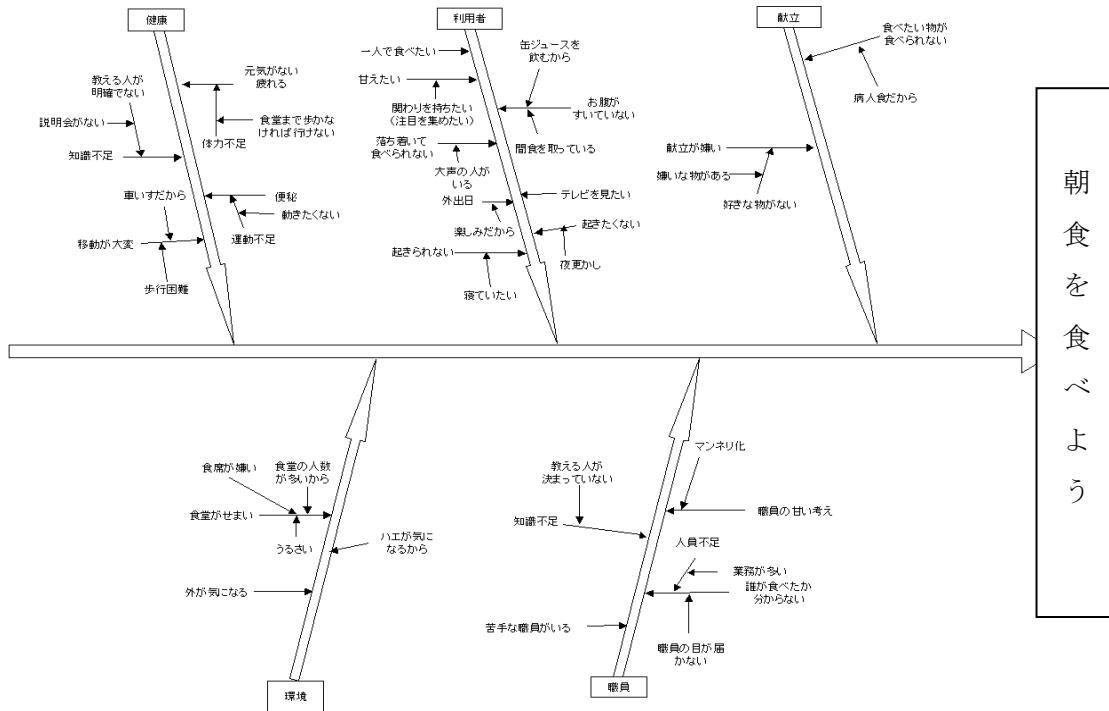 健康
教える人が
明確でない
説明会がない
知識不足
元気がない
疲れる
食堂まで歩かな
ければ行けない
体力不足
車いすだから
移動が大変
歩行困難
便秘
動きたくない
運動不足
利用者
一人で食べたい
甘えたい
関わりを持ちたい
(注目を集めたい)
缶ジュースを
飲むから
お腹が
すいていない
間食を取っている
落ち着いて
食べられない
大声の人が
いる
テレビを見たい
外出日
楽しみだから
起きたくない
夜更かし
起きられない
寝ていたい
献立
食べたい物が
食べられない
病人食だから
献立が嫌い
嫌いな物がある
好きな物がない
朝食を食べよう
食席が嫌い
食堂の人数
が多いから
食堂がせまい
うるさい
ハエが気に
なるから
外が気になる
環境
教える人が
決まっていない
知識不足
マンネリ化
職員の甘い考え
人員不足
業務が多い
誰が食べたか
分からない
職員の目が届
かない
苦手な職員がいる
職員